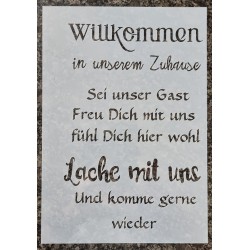 Willkommen
in unserem Zuhause
Sei unser Gast
Freu Dich mit uns
fühl Dich hier wohl
Lache mit uns
Und komme gerne
wieder